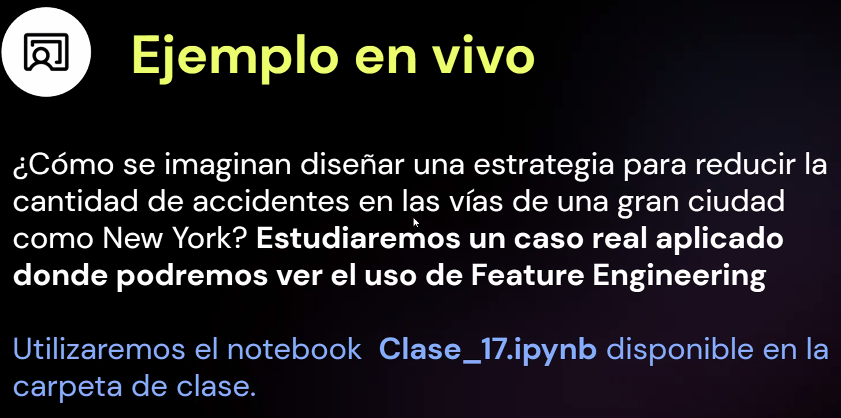 Ejemplo en vivo
¿Cómo se imaginan diseñar una estrategia para reducir la
cantidad de accidentes en las vías de una gran ciudad
como New York? Estudiaremos un caso real aplicado
donde podremos ver el uso de Feature Engineering
Utilizaremos el notebook Clase_17.ipynb disponible en la
carpeta de clase.